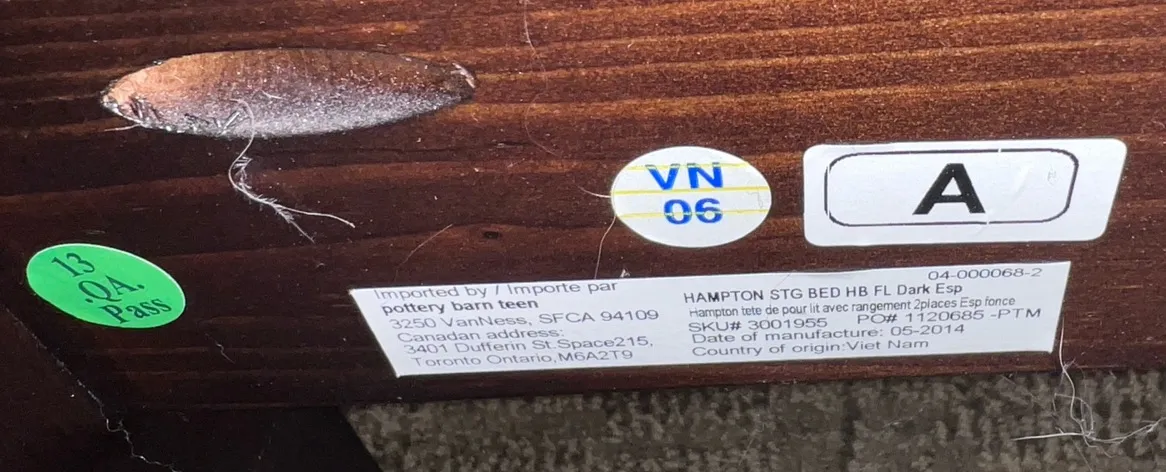 VN
06
A
13
.QA.
Pass
Imported by / Importe par
pottery barn teen
3250 VanNess, SFCA 94109
Canadian address:
3401 Dufferin St.Space215,
Toronto Ontario,M6A2T9
04-000068-2
HAMPTON STG BED HB FL Dark Esp
Hampton tete de pour lit avec rangement 2places Esp fonce
SKU# 3001955 PO# 1120685 -PTM
Date of manufacture: 05-2014
Country of origin:Viet Nam